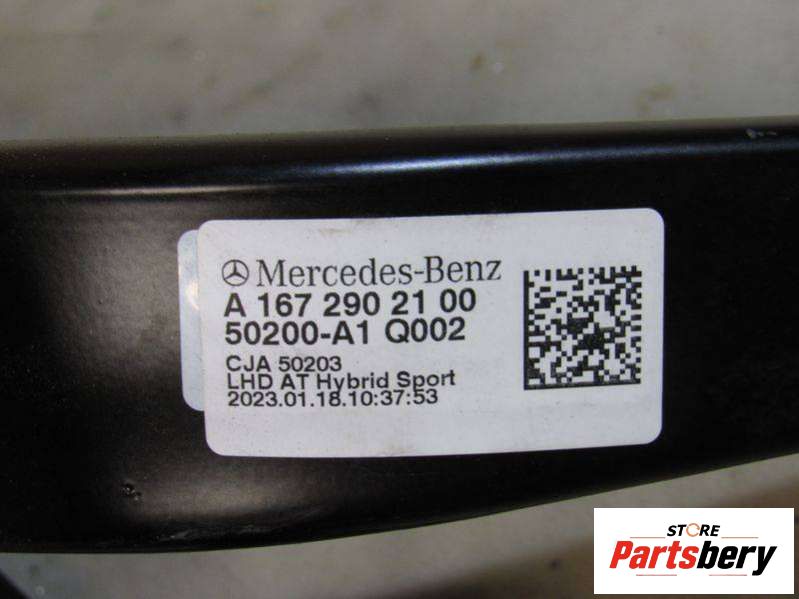 Mercedes-Benz
A 167 290 21 00
50200-A1 Q002
CJA 50203
LHD AT Hybrid Sport
2023.01.18.10:37:53
STORE
Partsbery